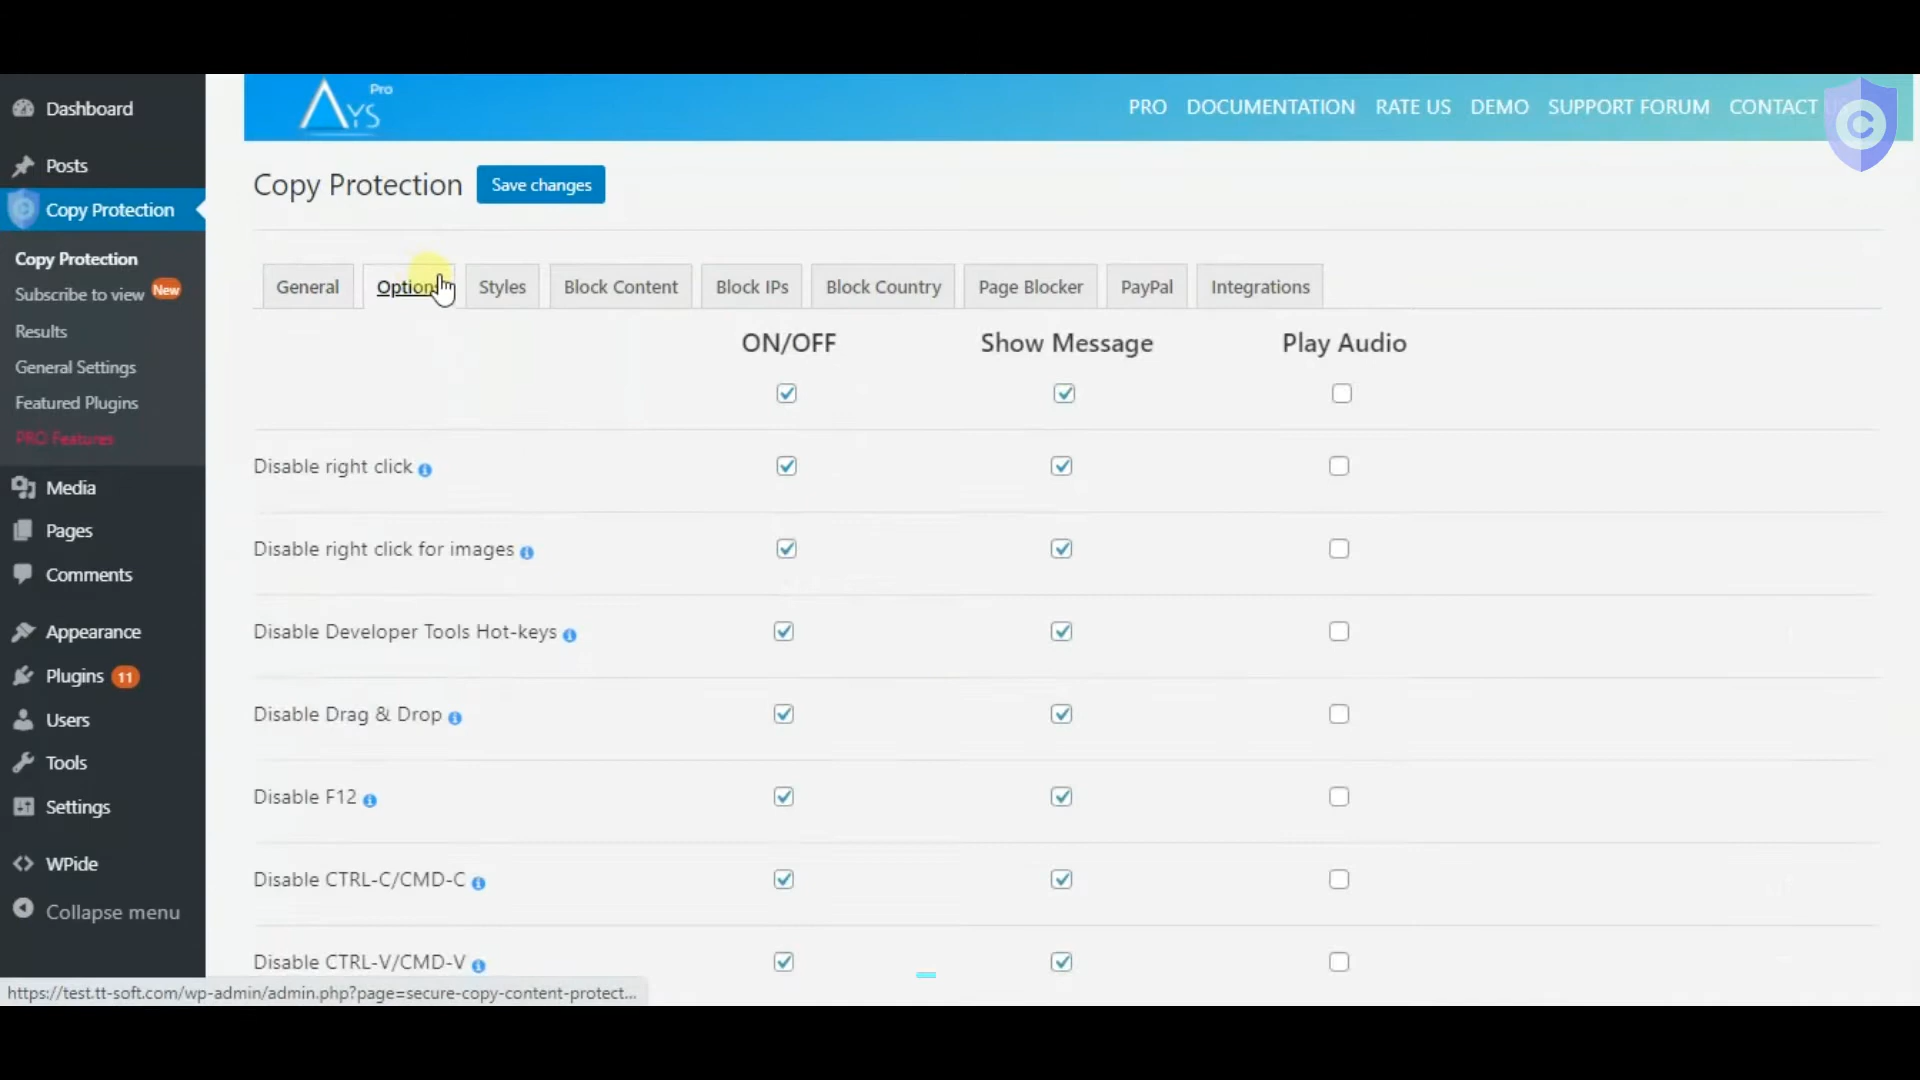 AYS Pro
PRO DOCUMENTATION RATE US DEMO SUPPORT FORUM CONTACT
Dashboard
Posts
Copy Protection
Copy Protection
Subscribe to view New
Results
General Settings
Featured Plugins
PRO Features
Media
Pages
Comments
Appearance
Plugins 11
Users
Tools
Settings
WPide
Collapse menu
Copy Protection Save changes
General Option Styles Block Content Block IPs Block Country Page Blocker PayPal Integrations
ON/OFF Show Message Play Audio
Disable right click
Disable right click for images
Disable Developer Tools Hot-keys
Disable Drag & Drop
Disable F12
Disable CTRL-C/CMD-C
Disable CTRL-V/CMD-V
https://test.tt-soft.com/wp-admin/admin.php?page=secure-copy-content-protect...